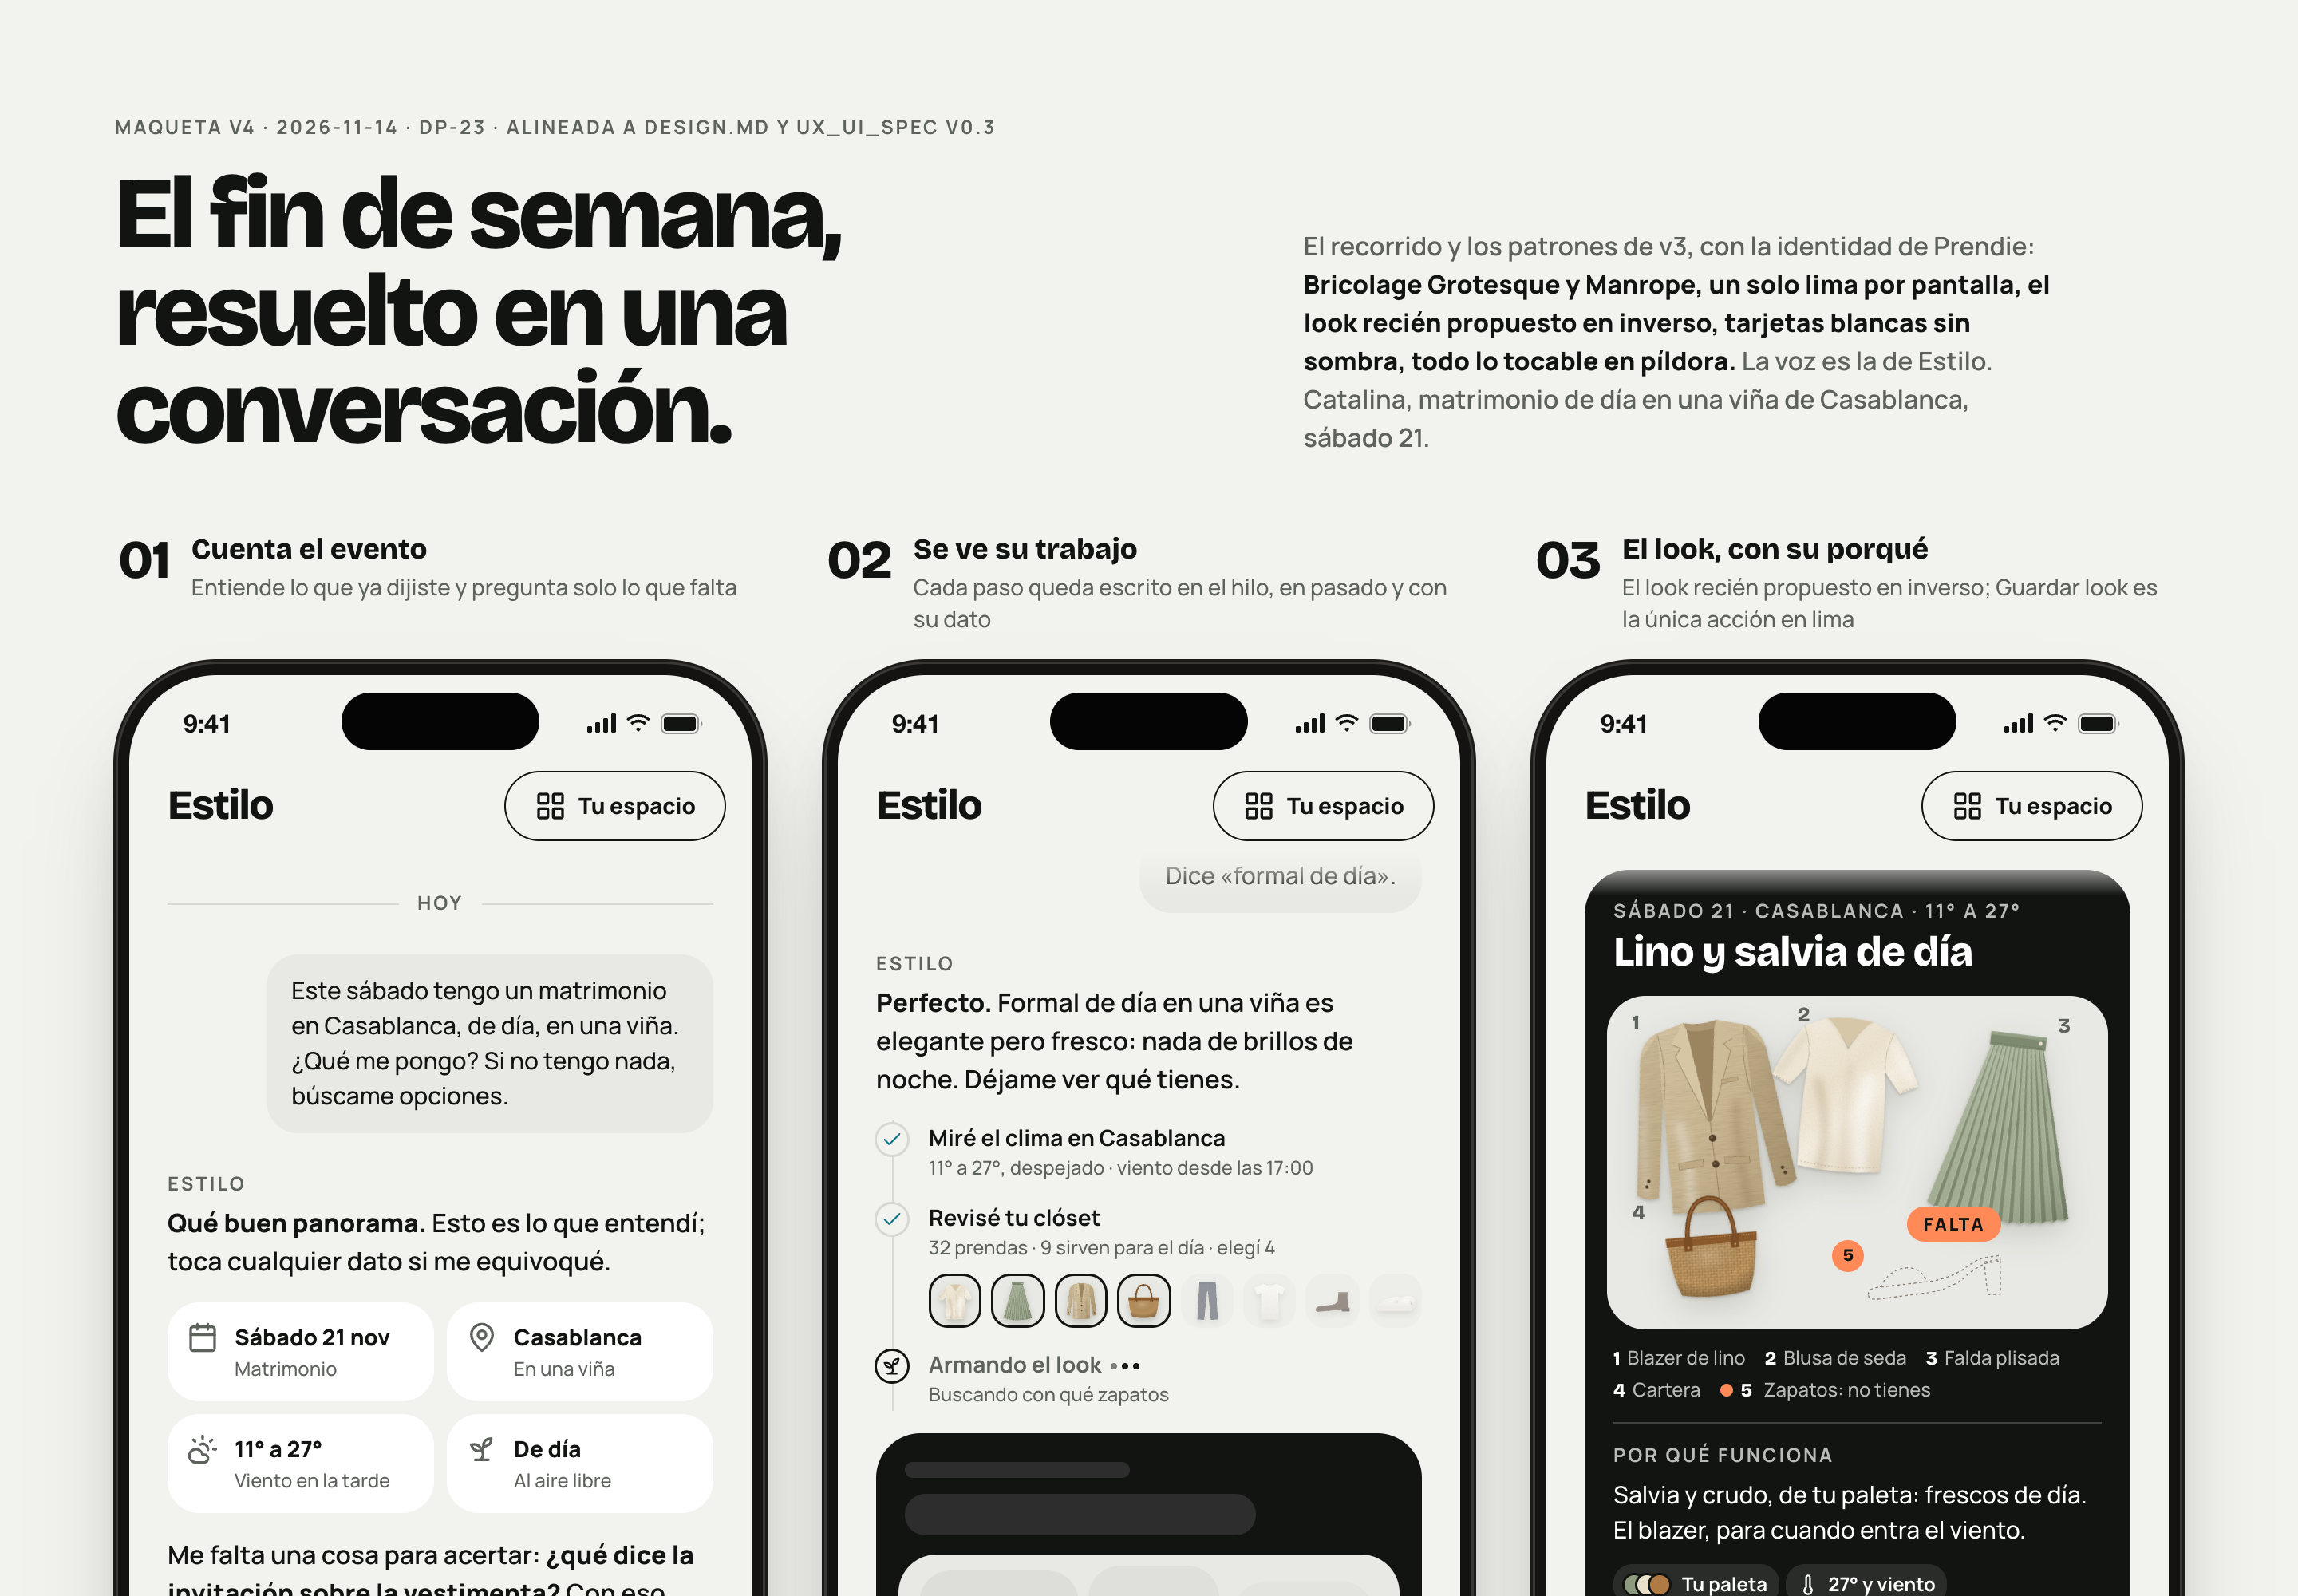 MAQUETA V4 · 2026-11-14 · DP-23 · ALINEADA A DESIGN.MD Y UX_UI_SPEC V0.3
El fin de semana,
resuelto en una
conversación.
El recorrido y los patrones de v3, con la identidad de Prendie:
Bricolage Grotesque y Manrope, un solo lima por pantalla, el
look recién propuesto en inverso, tarjetas blancas sin
sombra, todo lo tocable en píldora. La voz es la de Estilo.
Catalina, matrimonio de día en una viña de Casablanca,
sábado 21.
01
Cuenta el evento
Entiende lo que ya dijiste y pregunta solo lo que falta
9:41
Estilo
Tu espacio
HOY
Este sábado tengo un matrimonio
en Casablanca, de día, en una viña.
¿Qué me pongo? Si no tengo nada,
búscame opciones.
ESTILO
Qué buen panorama. Esto es lo que entendí;
toca cualquier dato si me equivoqué.
Sábado 21 nov
Matrimonio
Casablanca
En una viña
11° a 27°
Viento en la tarde
De día
Al aire libre
Me falta una cosa para acertar: ¿qué dice la
invitación sobre la vestimenta? Con eso
02
Se ve su trabajo
Cada paso queda escrito en el hilo, en pasado y con
su dato
9:41
Estilo
Tu espacio
Dice «formal de día».
ESTILO
Perfecto. Formal de día en una viña es
elegante pero fresco: nada de brillos de
noche. Déjame ver qué tienes.
Miré el clima en Casablanca
11° a 27°, despejado · viento desde las 17:00
Revisé tu clóset
32 prendas · 9 sirven para el día · elegí 4
Armando el look
Buscando con qué zapatos
03
El look, con su porqué
El look recién propuesto en inverso; Guardar look es
la única acción en lima
9:41
Estilo
Tu espacio
SÁBADO 21 · CASABLANCA · 11° A 27°
Lino y salvia de día
1
2
3
4
FALTA
5
1 Blazer de lino 2 Blusa de seda 3 Falda plisada
4 Cartera 5 Zapatos: no tienes
POR QUÉ FUNCIONA
Salvia y crudo, de tu paleta: frescos de día.
El blazer, para cuando entra el viento.
Tu paleta
27° y viento